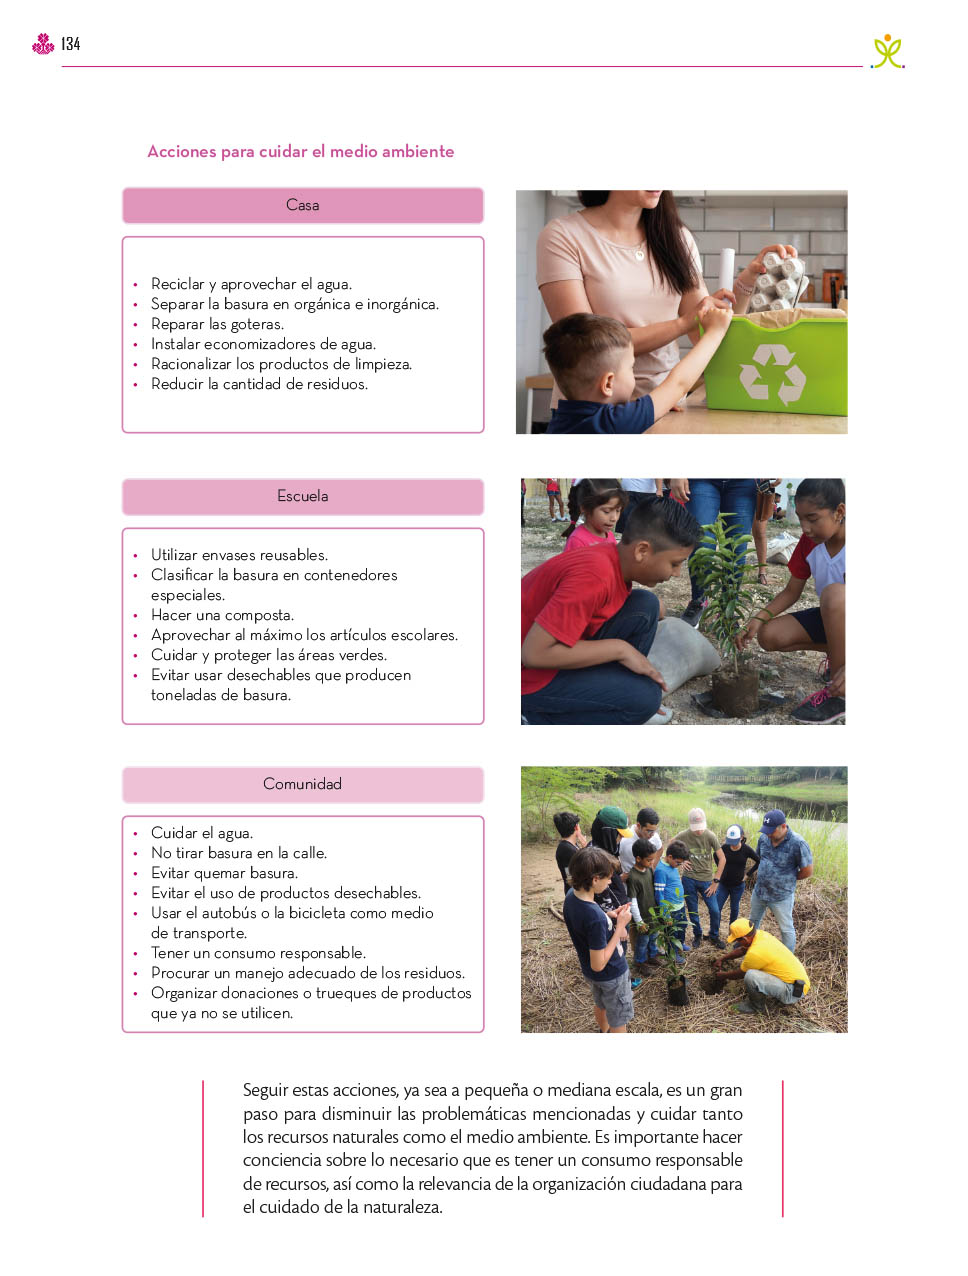 134
Acciones para cuidar el medio ambiente
Casa
• Reciclar y aprovechar el agua.
• Separar la basura en orgánica e inorgánica.
• Reparar las goteras.
• Instalar economizadores de agua.
• Racionalizar los productos de limpieza.
• Reducir la cantidad de residuos.
Escuela
• Utilizar envases reusables.
• Clasificar la basura en contenedores
especiales.
• Hacer una composta.
• Aprovechar al máximo los artículos escolares.
• Cuidar y proteger las áreas verdes.
• Evitar usar desechables que producen
toneladas de basura.
Comunidad
• Cuidar el agua.
• No tirar basura en la calle.
• Evitar quemar basura.
• Evitar el uso de productos desechables.
• Usar el autobús o la bicicleta como medio
de transporte.
• Tener un consumo responsable.
• Procurar un manejo adecuado de los residuos.
• Organizar donaciones o trueques de productos
que ya no se utilicen.
Seguir estas acciones, ya sea a pequeña o mediana escala, es un gran
paso para disminuir las problemáticas mencionadas y cuidar tanto
los recursos naturales como el medio ambiente. Es importante hacer
conciencia sobre lo necesario que es tener un consumo responsable
de recursos, así como la relevancia de la organización ciudadana para
el cuidado de la naturaleza.